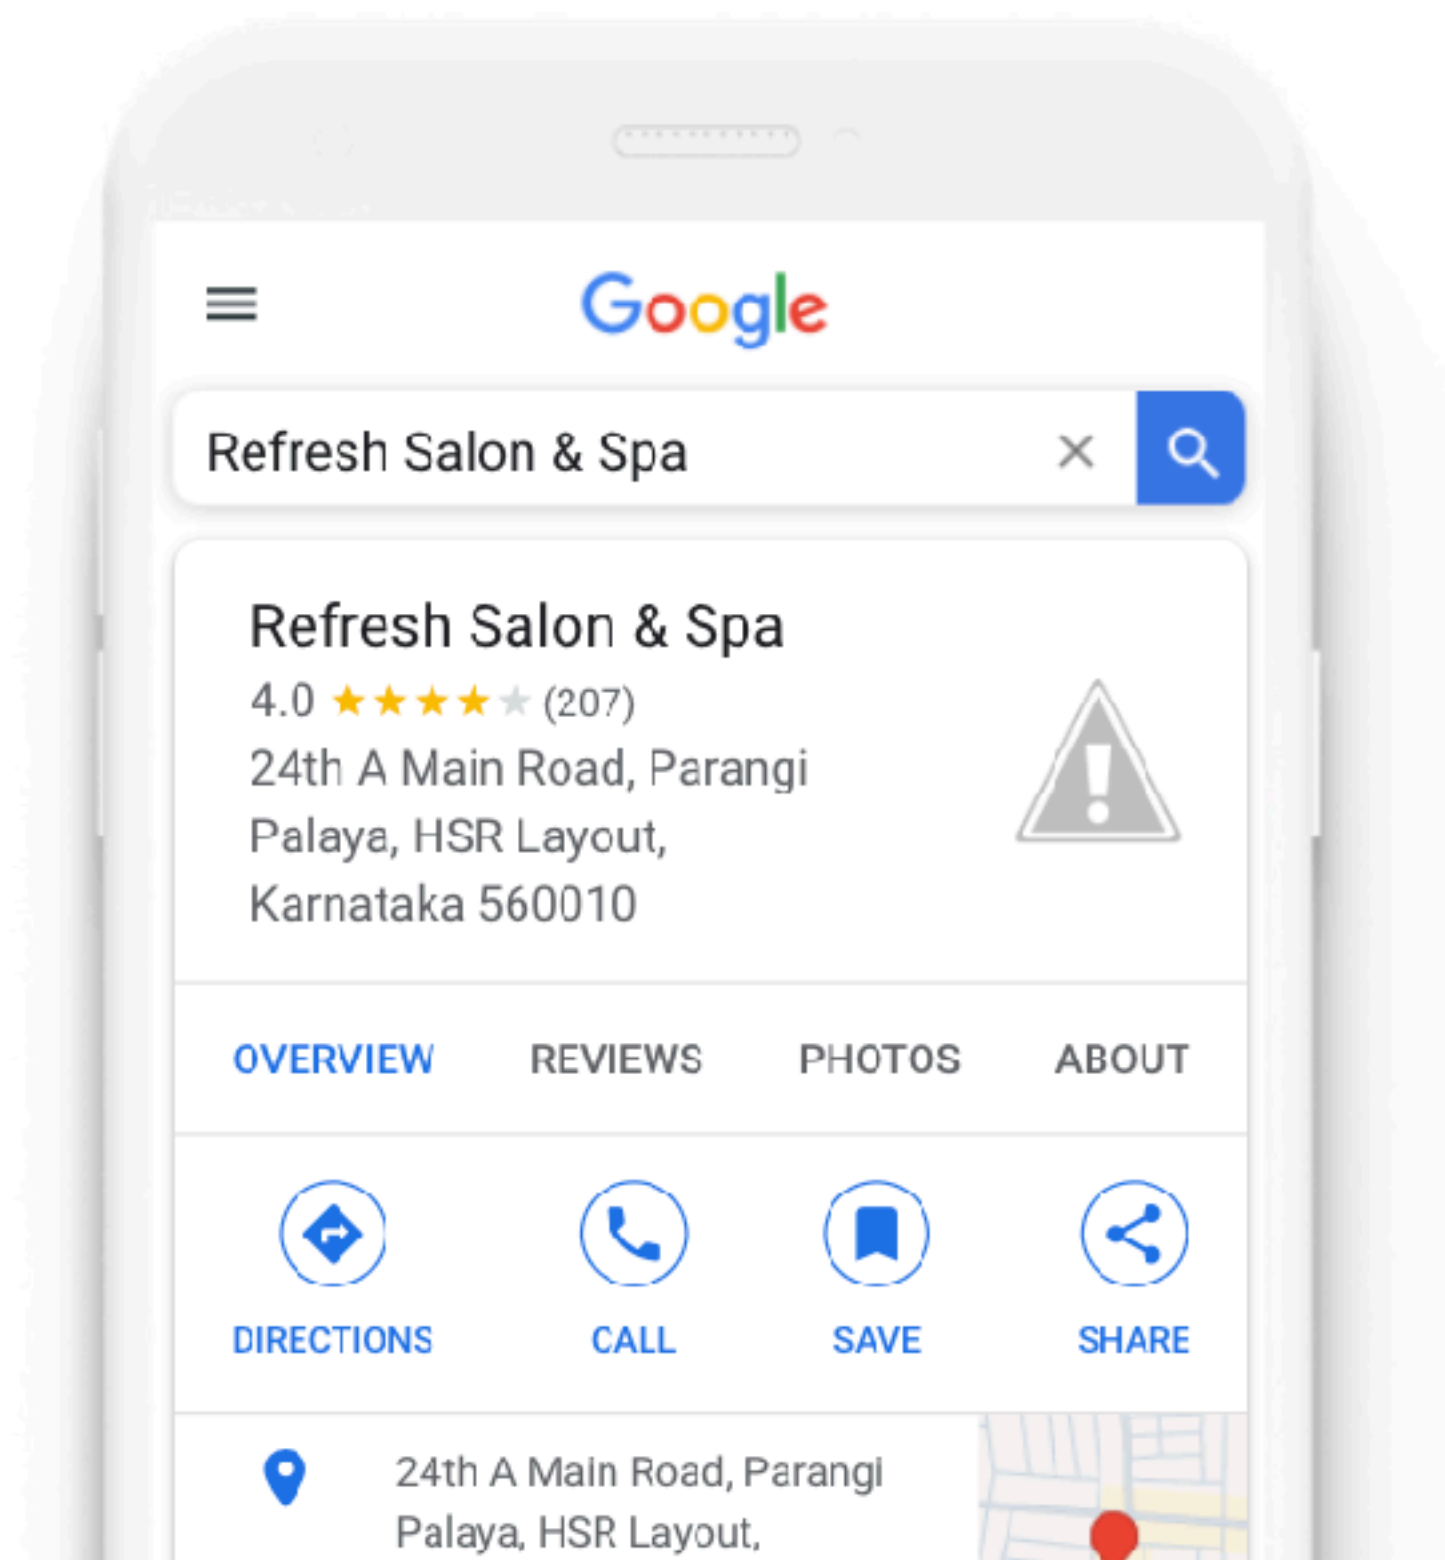 Google
Refresh Salon & Spa
Refresh Salon & Spa
4.0 (207)
24th A Main Road, Parangi
Palaya, HSR Layout,
Karnataka 560010
OVERVIEW REVIEWS PHOTOS ABOUT
DIRECTIONS CALL SAVE SHARE
24th A Main Road, Parangi
Palaya, HSR Layout,